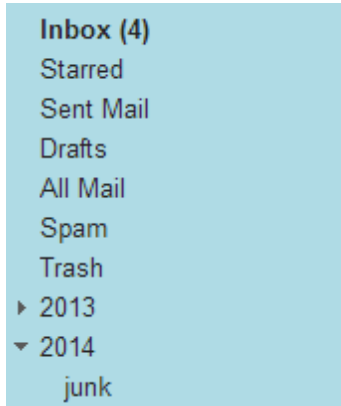 Inbox (4)
Starred
Sent Mail
Drafts
All Mail
Spam
Trash
2013
2014
junk